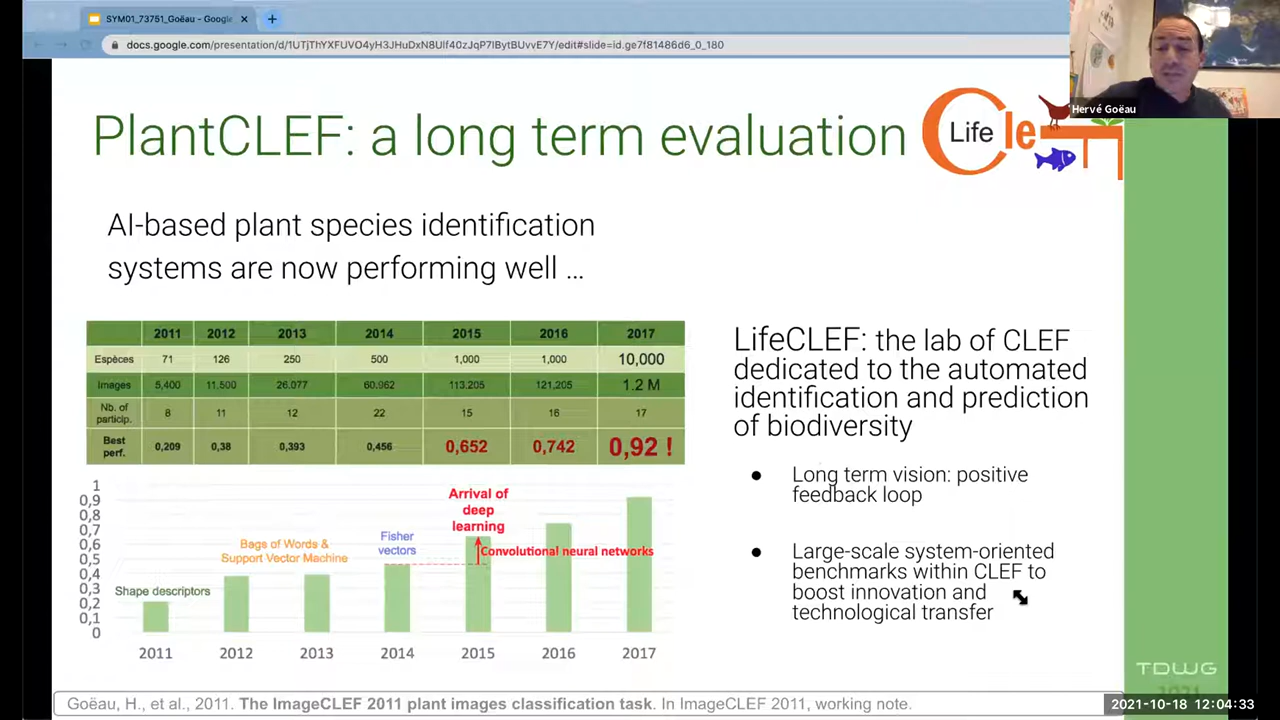 SYM01_73751_Goëau - Google
docs.google.com/presentation/d/1UTjThYXFUVO4yH3JHuDxN8Ulf40zJqP7lBytBUvvE7Y/edit#slide=id.ge7f81486d6_0_180
Hervé Goëau
PlantCLEF: a long term evaluation
Life
cle
AI-based plant species identification
systems are now performing well ...
2011 2012 2013 2014 2015 2016 2017
Espèces 71 126 250 500 1,000 1,000 10,000
Images 5,400 11,500 26,077 60,962 113,205 121,205 1.2 M
Nb. of
particip. 8 11 12 22 15 16 17
Best
perf. 0,209 0,38 0,393 0,456 0,652 0,742 0,92 !
1
0,9
0,8
0,7
0,6
0,5
0,4
0,3
0,2
0,1
0
Shape descriptors
Bags of Words &
Support Vector Machine
Fisher
vectors
Arrival of
deep
learning
Convolutional neural networks
2011 2012 2013 2014 2015 2016 2017
LifeCLEF: the lab of CLEF
dedicated to the automated
identification and prediction
of biodiversity
● Long term vision: positive
feedback loop
● Large-scale system-oriented
benchmarks within CLEF to
boost innovation and
technological transfer
TDWG
2021
Goëau, H., et al., 2011. The ImageCLEF 2011 plant images classification task. In ImageCLEF 2011, working note.
2021-10-18 12:04:33